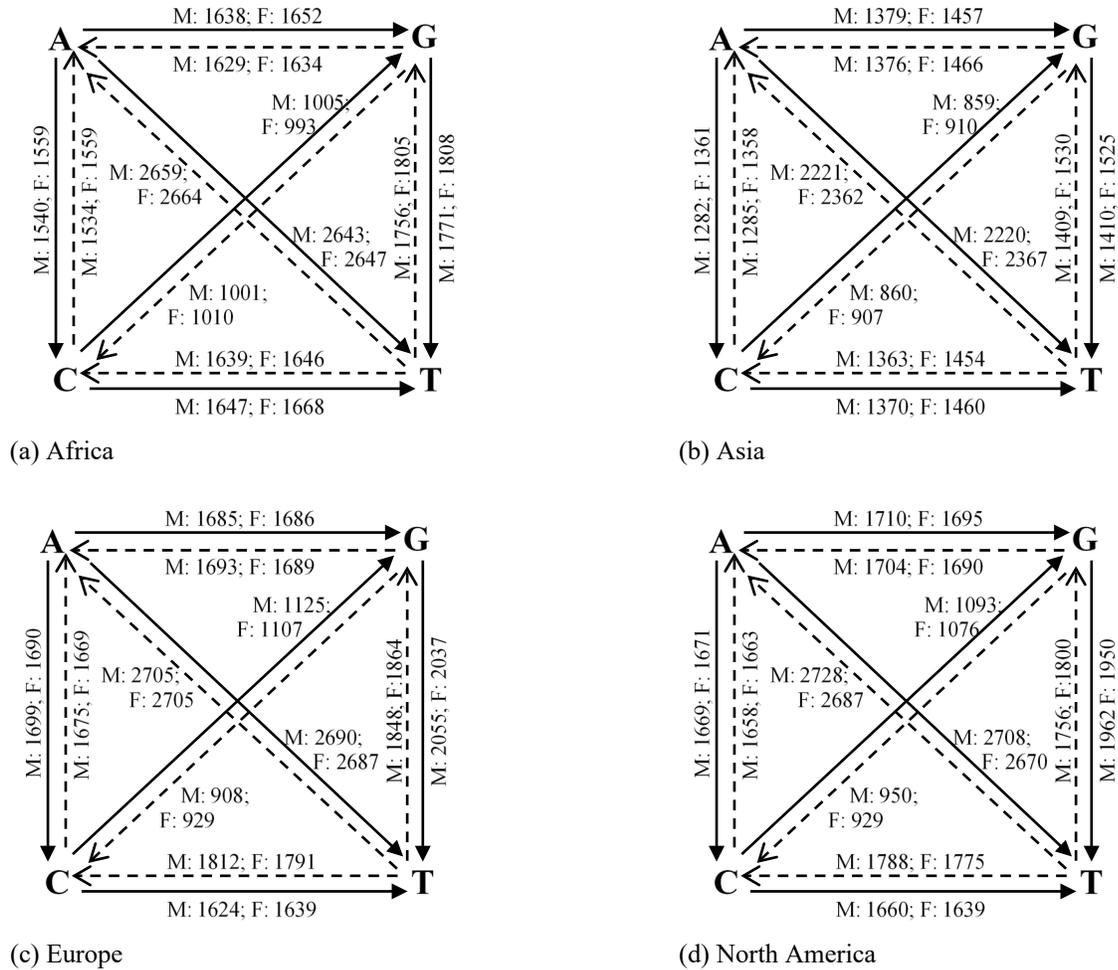 M: 1638; F: 1652
A
G
M: 1629; F: 1634
M: 1005;
F: 993
M: 1540; F: 1559
M: 1534; F: 1559
M: 2659;
F: 2664
M: 2643;
F: 2647
M: 1756; F:1805
M: 1771; F: 1808
M: 1001;
F: 1010
M: 1639; F: 1646
C
T
M: 1647; F: 1668
(a) Africa
M: 1379; F: 1457
A
G
M: 1376; F: 1466
M: 859;
F: 910
M: 1282; F: 1361
M: 1285; F: 1358
M: 2221;
F: 2362
M: 2220;
F: 2367
M: 1409; F: 1530
M: 1410; F: 1525
M: 860;
F: 907
M: 1363; F: 1454
C
T
M: 1370; F: 1460
(b) Asia
M: 1685; F: 1686
A
G
M: 1693; F: 1689
M: 1125;
F: 1107
M: 1699; F: 1690
M: 1675; F: 1669
M: 2705;
F: 2705
M: 2690;
F: 2687
M: 1848; F:1864
M: 2055; F: 2037
M: 908;
F: 929
M: 1812; F: 1791
C
T
M: 1624; F: 1639
(c) Europe
M: 1710; F: 1695
A
G
M: 1704; F: 1690
M: 1093;
F: 1076
M: 1669; F: 1671
M: 1658; F: 1663
M: 2728;
F: 2687
M: 2708;
F: 2670
M: 1756; F:1800
M: 1962 F: 1950
M: 950;
F: 929
M: 1788; F: 1775
C
T
M: 1660; F: 1639
(d) North America